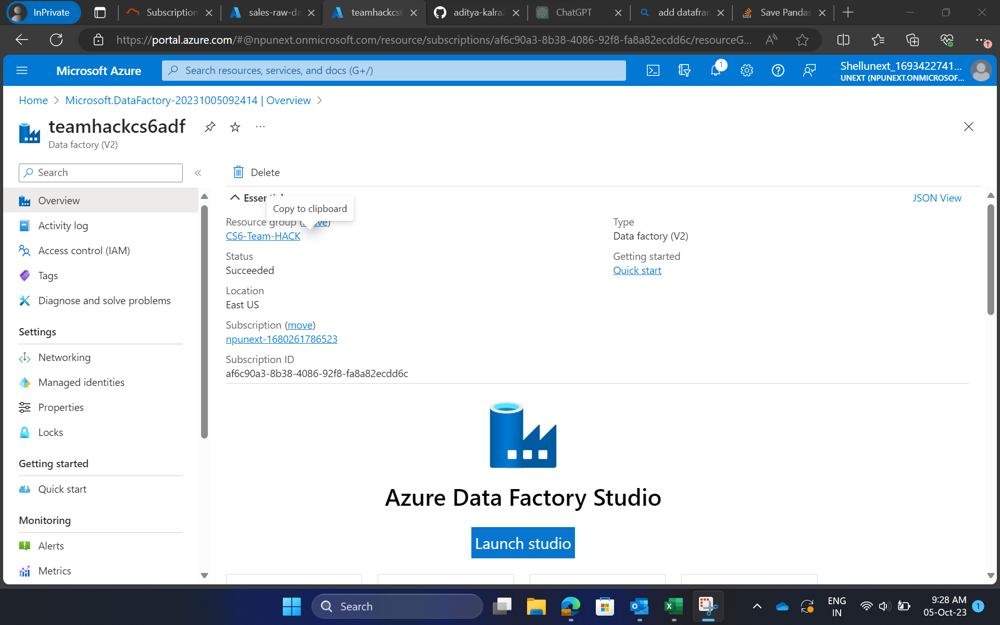 InPrivate
Subscription
sales-raw-da
teamhackcs6
aditya-kalra2
ChatGPT
add datafran
Save Pandas
https://portal.azure.com/#@npunext.onmicrosoft.com/resource/subscriptions/af6c90a3-8b38-4086-92f8-fa8a82ecdd6c/resourceG...
Microsoft Azure
Search resources, services, and docs (G+/)
1
Shellunext_1693422741...
UNEXT (NPUNEXT.ONMICROSOF...
Home > Microsoft.DataFactory-20231005092414 | Overview >
teamhackcs6adf
Data factory (V2)
Search
Delete
Overview
Activity log
Access control (IAM)
Tags
Diagnose and solve problems
Settings
Networking
Managed identities
Properties
Locks
Getting started
Quick start
Monitoring
Alerts
Metrics
JSON View
Copy to clipboard
Resource group
CS6-Team-HACK
Status
Succeeded
Location
East US
Subscription (move)
npunext-1680261786523
Subscription ID
af6c90a3-8b38-4086-92f8-fa8a82ecdd6c
Type
Data factory (V2)
Getting started
Quick start
Azure Data Factory Studio
Launch studio
Search
ENG
IN
9:28 AM
05-Oct-23
1